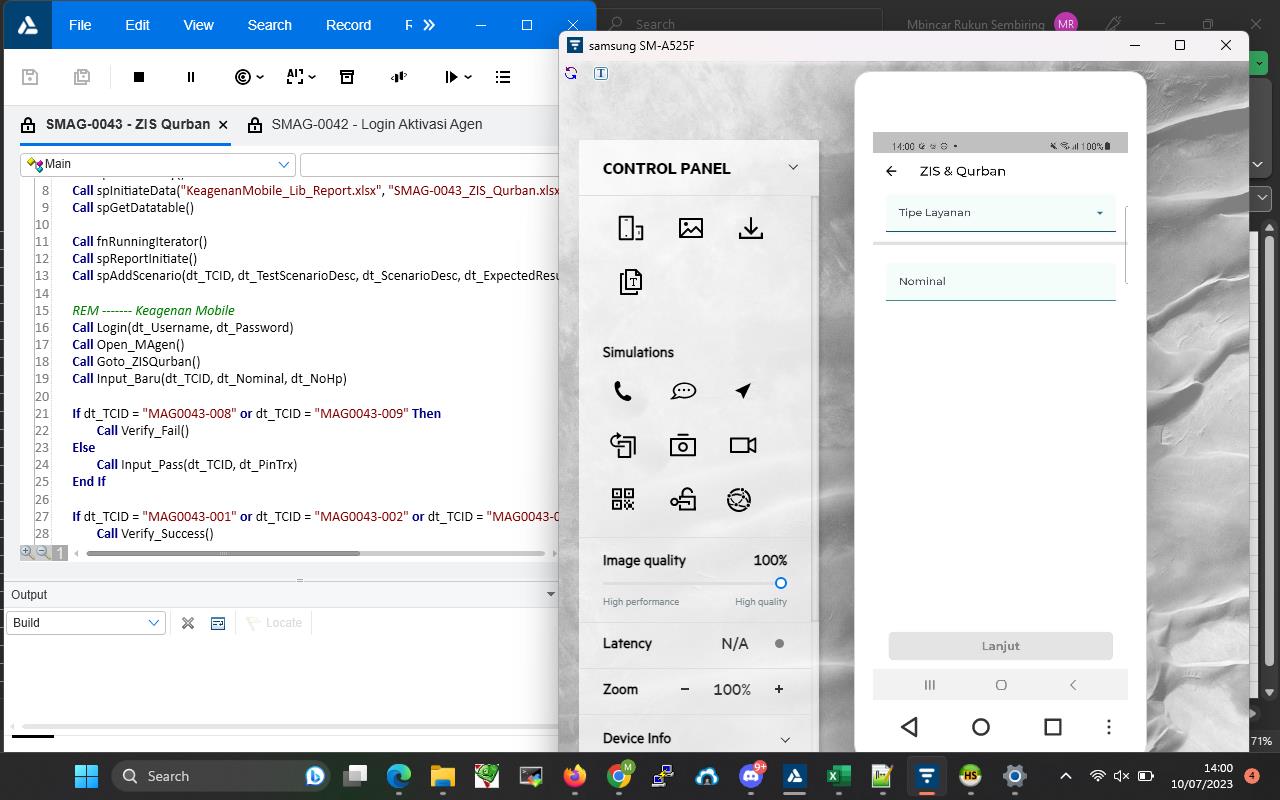 File
Edit
View
Search
Record
Search
Mbincar Rukun Sembiring
MR
samsung SM-A525F
SMAG-0043 - ZIS Qurban
SMAG-0042 - Login Aktivasi Agen
Main
8 Call spInitiateData("KeagenanMobile_Lib_Report.xlsx", "SMAG-0043_ZIS_Qurban.xlsx
9 Call spGetDatatable()
10
11 Call fnRunningIterator()
12 Call spReportInitiate()
13 Call spAddScenario(dt_TCID, dt_TestScenarioDesc, dt_ScenarioDesc, dt_ExpectedResu
14
15 REM ------- Keagenan Mobile
16 Call Login(dt_Username, dt_Password)
17 Call Open_MAgen()
18 Call Goto_ZISQurban()
19 Call Input_Baru(dt_TCID, dt_Nominal, dt_NoHp)
20
21 If dt_TCID = "MAG0043-008" or dt_TCID = "MAG0043-009" Then
22 Call Verify_Fail()
23 Else
24 Call Input_Pass(dt_TCID, dt_PinTrx)
25 End If
26
27 If dt_TCID = "MAG0043-001" or dt_TCID = "MAG0043-002" or dt_TCID = "MAG0043-0
28 Call Verify_Success()
1
Output
Build
Locate
CONTROL PANEL
Simulations
Image quality 100%
High performance High quality
Latency N/A
Zoom - 100% +
Device Info
14:00
100%
ZIS & Qurban
Tipe Layanan
Nominal
Lanjut
71%
Search
M
9+
HS
14:00
10/07/2023
4